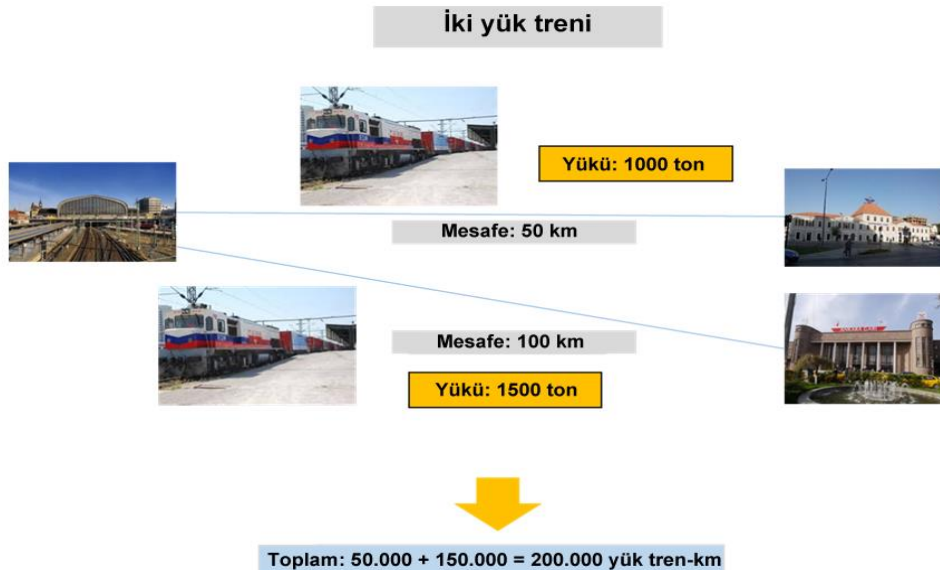 İki yük treni
Yükü: 1000 ton
Mesafe: 50 km
Mesafe: 100 km
Yükü: 1500 ton
Toplam: 50.000 + 150.000 = 200.000 yük tren-km